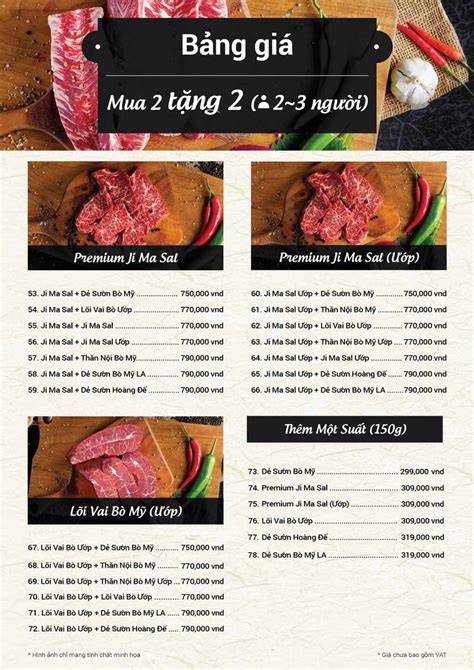 Bảng giá
Mua 2 tặng 2 (2~3 người)
Premium Ji Ma Sal
53. Ji Ma Sal + Dẻ Sườn Bò Mỹ ............... 750,000 vnd
54. Ji Ma Sal + Lõi Vai Bò Ướp ............... 770,000 vnd
55. Ji Ma Sal + Ji Ma Sal ............... 770,000 vnd
56. Ji Ma Sal + Ji Ma Sal Ướp ............... 770,000 vnd
57. Ji Ma Sal + Thăn Nội Bò Mỹ ............... 790,000 vnd
58. Ji Ma Sal + Dẻ Sườn Bò Mỹ LA ............... 790,000 vnd
59. Ji Ma Sal + Dẻ Sườn Hoàng Đế ............... 790,000 vnd
Premium Ji Ma Sal (Ướp)
60. Ji Ma Sal Ướp + Dẻ Sườn Bò Mỹ ............... 750,000 vnd
61. Ji Ma Sal Ướp + Thăn Nội Bò Mỹ ............... 770,000 vnd
62. Ji Ma Sal Ướp + Lõi Vai Bò Ướp ............... 770,000 vnd
63. Ji Ma Sal Ướp + Thăn Nội Bò Mỹ Ướp .... 770,000 vnd
64. Ji Ma Sal Ướp + Ji Ma Sal Ướp ............... 790,000 vnd
65. Ji Ma Sal Ướp + Dẻ Sườn Hoàng Đế ........ 790,000 vnd
66. Ji Ma Sal Ướp + Dẻ Sườn Bò Mỹ LA ........ 790,000 vnd
Lõi Vai Bò Mỹ (Ướp)
67. Lõi Vai Bò Ướp + Dẻ Sườn Bò Mỹ ............ 750,000 vnd
68. Lõi Vai Bò Ướp + Thăn Nội Bò Mỹ ............ 770,000 vnd
69. Lõi Vai Bò Ướp + Thăn Nội Bò Mỹ Ướp ... 770,000 vnd
70. Lõi Vai Bò Ướp + Lõi Vai Bò Ướp ............ 770,000 vnd
71. Lõi Vai Bò Ướp + Dẻ Sườn Bò Mỹ LA ....... 790,000 vnd
72. Lõi Vai Bò Ướp + Dẻ Sườn Hoàng Đế ....... 790,000 vnd
Thêm Một Suất (150g)
73. Dẻ Sườn Bò Mỹ ............... 299,000 vnd
74. Premium Ji Ma Sal ............... 309,000 vnd
75. Premium Ji Ma Sal (Ướp) ............... 309,000 vnd
76. Lõi Vai Bò Ướp ............... 309,000 vnd
77. Dẻ Sườn Hoàng Đế ............... 319,000 vnd
78. Dẻ Sườn Bò Mỹ LA ............... 319,000 vnd
* Hình ảnh chỉ mang tính chất minh họa
* Giá chưa bao gồm VAT